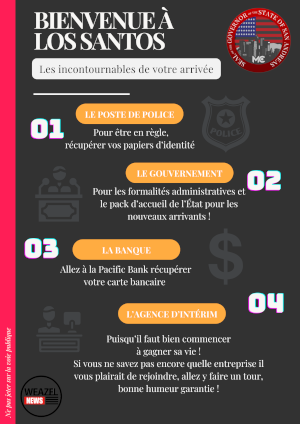 BIENVENUE À
LOS SANTOS
Les incontournables de votre arrivée
SEAL OF THE GOVERNOR OF THE STATE OF SAN ANDREAS
01
LE POSTE DE POLICE
Pour être en règle,
récupérer vos papiers d'identité
POLICE
02
LE GOUVERNEMENT
Pour les formalités administratives et
le pack d'accueil de l'État pour les
nouveaux arrivants !
03
LA BANQUE
Allez à la Pacific Bank récupérer
votre carte bancaire
$
04
L'AGENCE D'INTÉRIM
Puisqu'il faut bien commencer
à gagner sa vie !
Si vous ne savez pas encore quelle entreprise il
vous plairait de rejoindre, allez y faire un tour,
bonne humeur garantie !
Ne pas jeter sur la voie publique
WEAZEL
NEWS